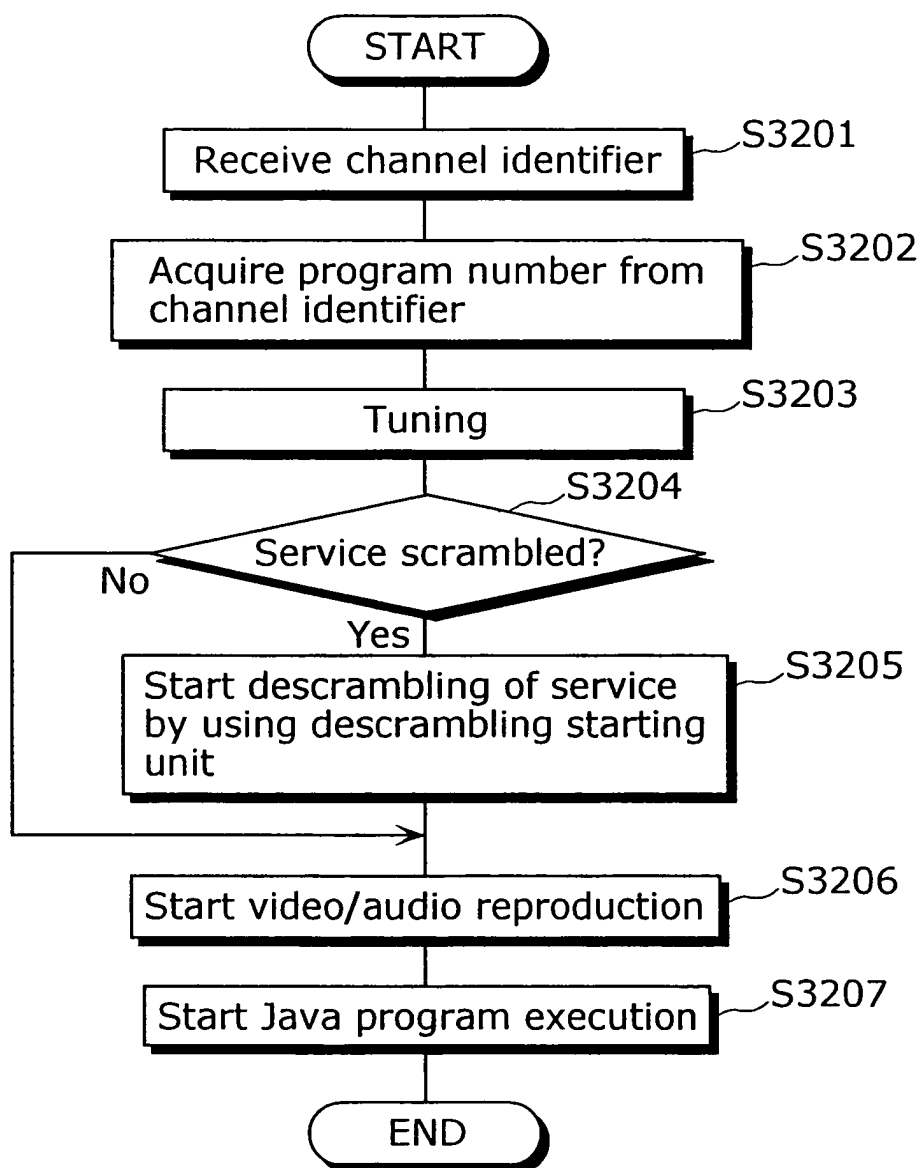 START
S3201
Receive channel identifier
S3202
Acquire program number from
channel identifier
S3203
Tuning
S3204
Service scrambled?
No
Yes
S3205
Start descrambling of service
by using descrambling starting
unit
S3206
Start video/audio reproduction
S3207
Start Java program execution
END